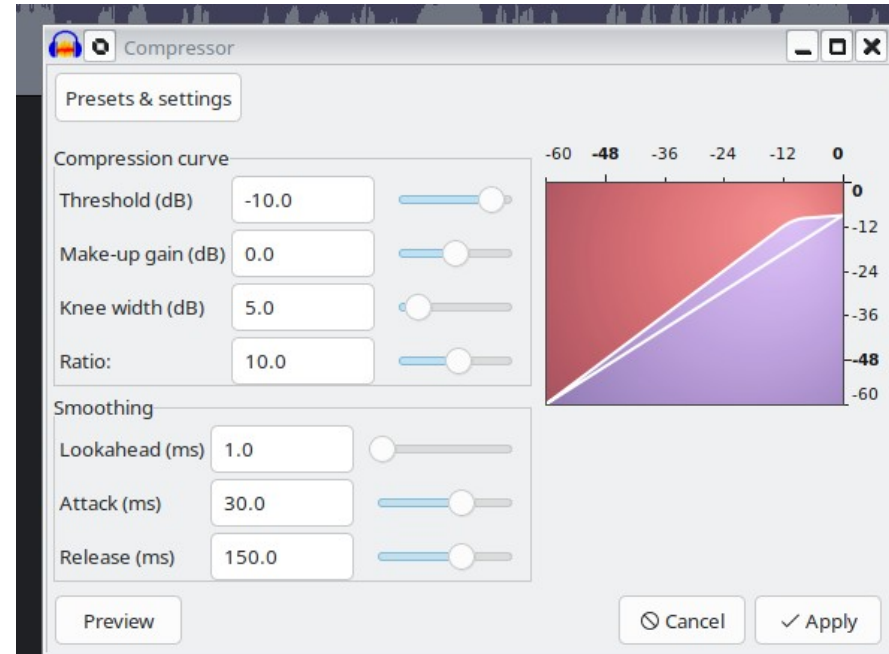 Compressor
Presets & settings
Compression curve
Threshold (dB) -10.0
Make-up gain (dB) 0.0
Knee width (dB) 5.0
Ratio: 10.0
-60 -48 -36 -24 -12 0
0
-12
-24
-36
-48
-60
Smoothing
Lookahead (ms) 1.0
Attack (ms) 30.0
Release (ms) 150.0
Preview
Cancel
Apply